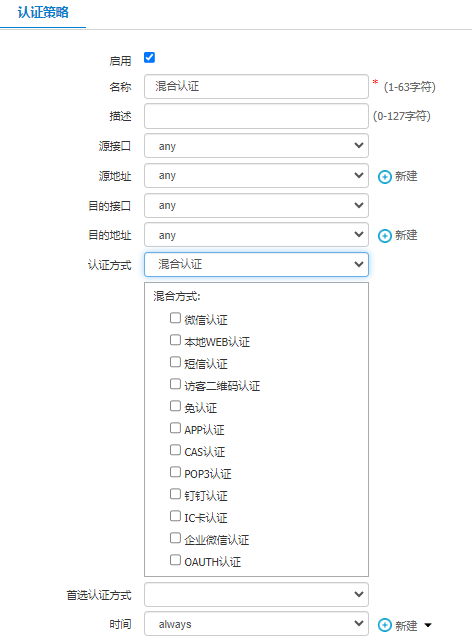 认证策略
启用
名称 混合认证 * (1-63字符)
描述 (0-127字符)
源接口 any
源地址 any 新建
目的接口 any
目的地址 any 新建
认证方式 混合认证
混合方式:
微信认证
本地WEB认证
短信认证
访客二维码认证
免认证
APP认证
CAS认证
POP3认证
钉钉认证
IC卡认证
企业微信认证
OAUTH认证
首选认证方式
时间 always 新建